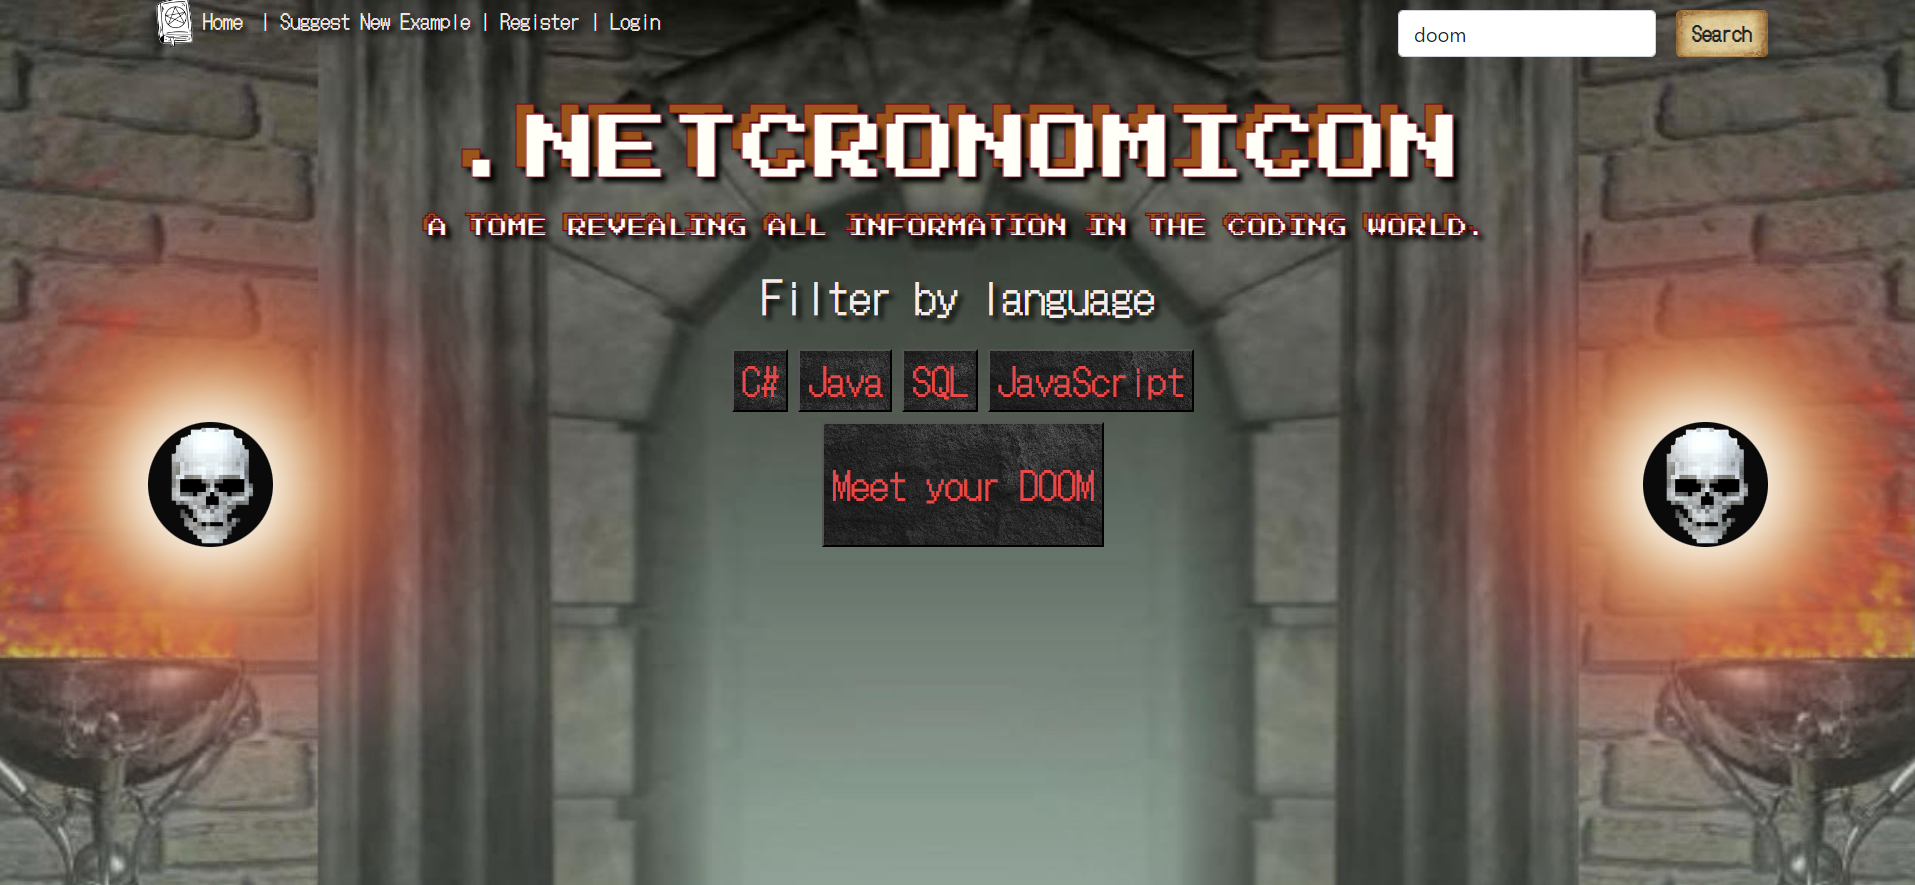 Home | Suggest New Example | Register | Login
doom
Search
.NETCRONOMICON
A TOME REVEALING ALL INFORMATION IN THE CODING WORLD.
Filter by language
C# Java SQL JavaScript
Meet your DOOM